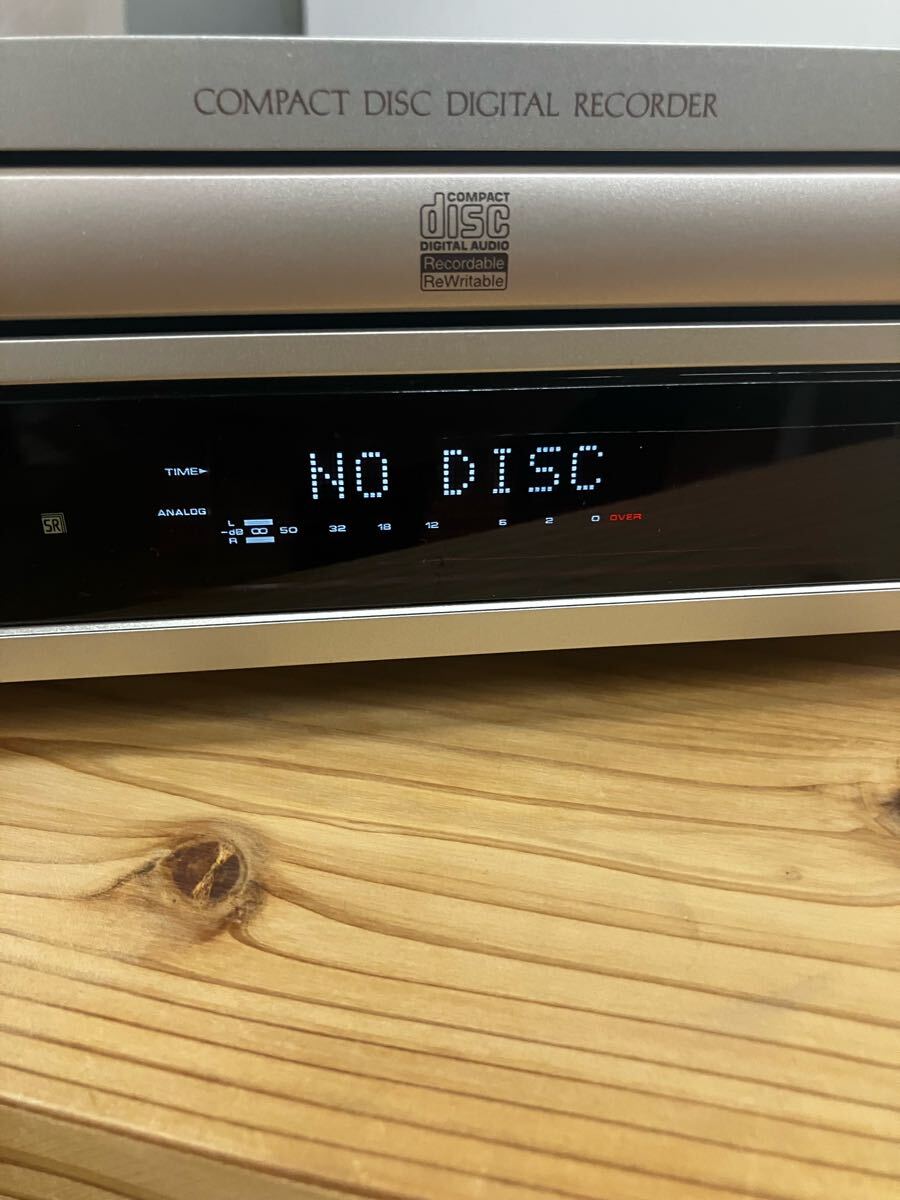 COMPACT DISC DIGITAL RECORDER
COMPACT
disc
DIGITAL AUDIO
Recordable
ReWritable
TIME
NO DISC
ANALOG
SR
L
-dB ∞ 50 32 18 12 6 2 0 OVER
R